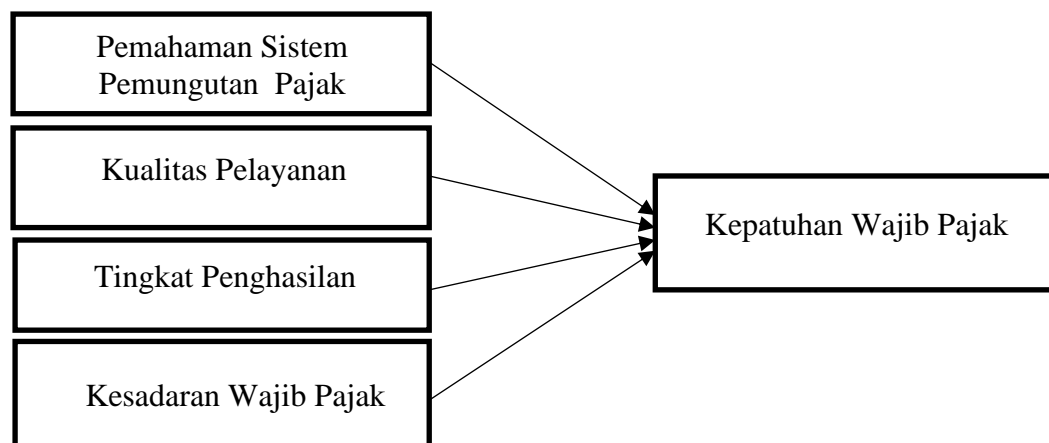 Pemahaman Sistem
Pemungutan Pajak
Kualitas Pelayanan
Tingkat Penghasilan
Kesadaran Wajib Pajak
Kepatuhan Wajib Pajak